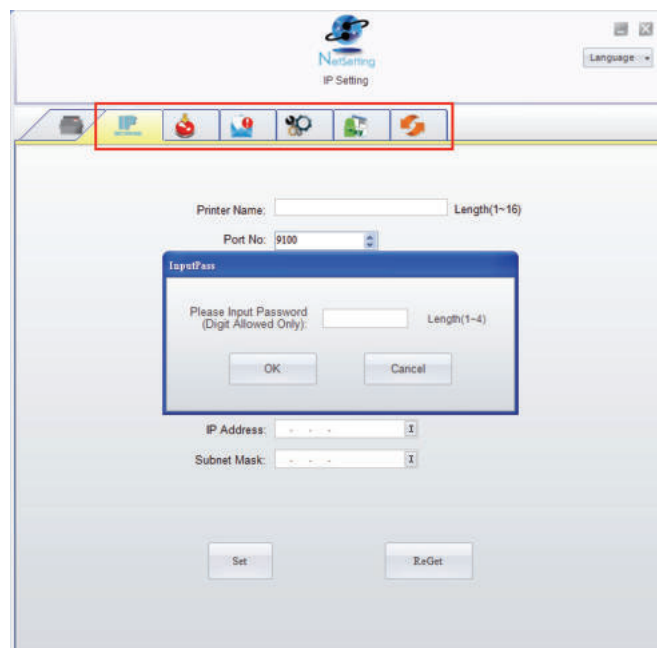 NetSetting
Language
IP Setting
IP
Printer Name:
Length(1~16)
Port No: 9100
InputPass
Please Input Password
(Digit Allowed Only):
Length(1~4)
OK
Cancel
IP Address: . . . I
Subnet Mask: . . . I
Set
ReGet